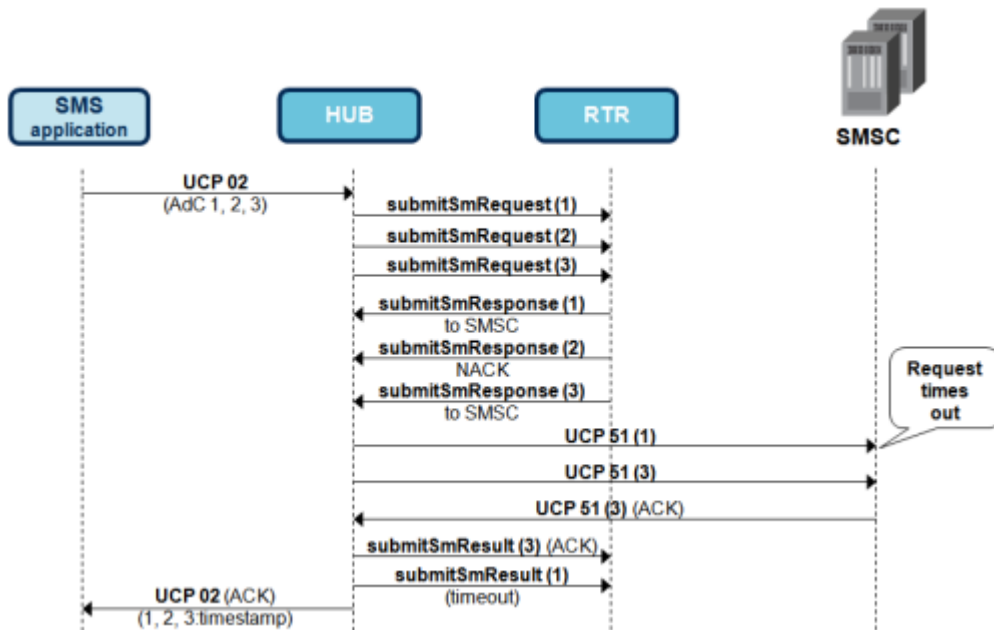 SMS
application
HUB
RTR
SMSC
UCP 02
(AdC 1, 2, 3)
submitSmRequest (1)
submitSmRequest (2)
submitSmRequest (3)
submitSmResponse (1)
to SMSC
submitSmResponse (2)
NACK
submitSmResponse (3)
to SMSC
Request
times
out
UCP 51 (1)
UCP 51 (3)
UCP 51 (3) (ACK)
submitSmResult (3) (ACK)
submitSmResult (1)
(timeout)
UCP 02 (ACK)
(1, 2, 3:timestamp)